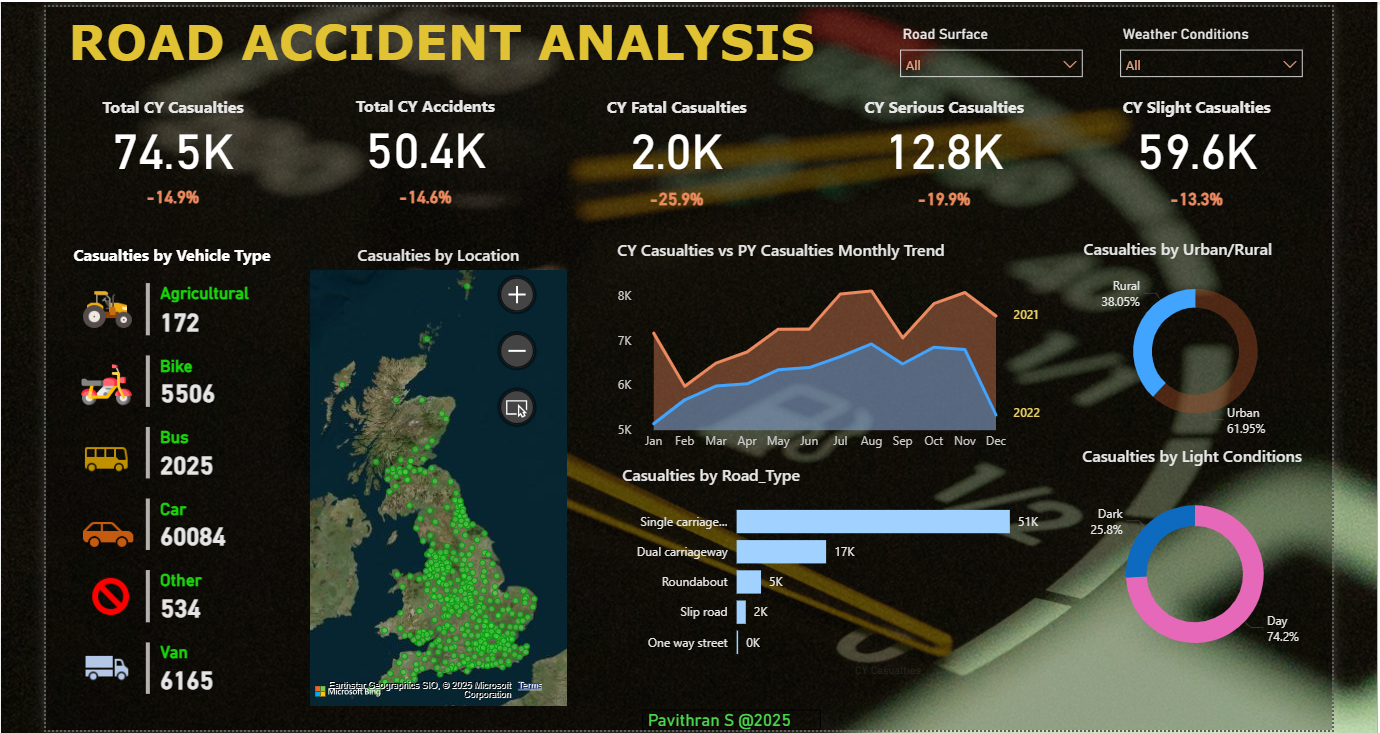 ROAD ACCIDENT ANALYSIS
Road Surface
All
Weather Conditions
All
Total CY Casualties
74.5K
-14.9%
Total CY Accidents
50.4K
-14.6%
CY Fatal Casualties
2.0K
-25.9%
CY Serious Casualties
12.8K
-19.9%
CY Slight Casualties
59.6K
-13.3%
Casualties by Vehicle Type
Agricultural
172
Bike
5506
Bus
2025
Car
60084
Other
534
Van
6165
Casualties by Location
Earthstar Geographics SIO, © 2025 Microsoft Corporation Terms
Microsoft Bing
CY Casualties vs PY Casualties Monthly Trend
8K
7K
6K
5K
Jan Feb Mar Apr May Jun Jul Aug Sep Oct Nov Dec
2021
2022
Casualties by Road_Type
Single carriage... 51K
Dual carriageway 17K
Roundabout 5K
Slip road 2K
One way street 0K
CY Casualties
Casualties by Urban/Rural
Rural
38.05%
Urban
61.95%
Casualties by Light Conditions
Dark
25.8%
Day
74.2%
1/1
1/2
Pavithran S @2025